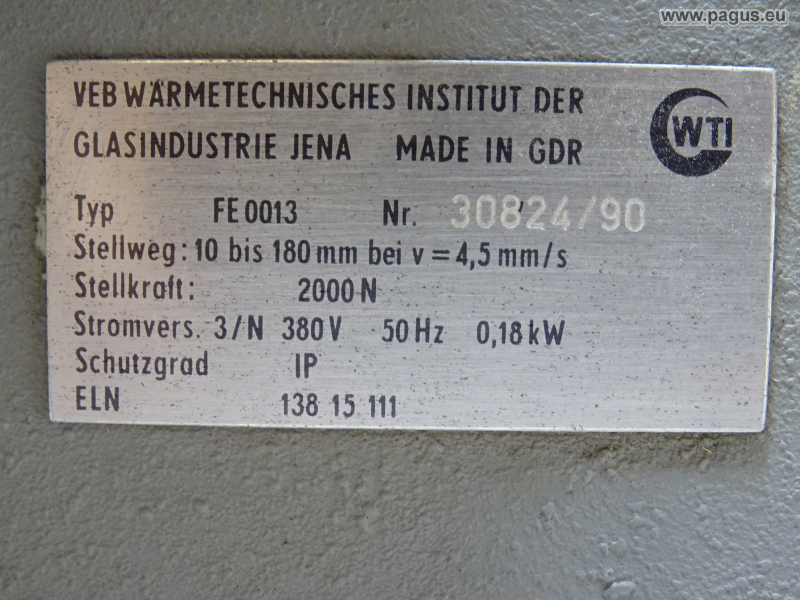 www.pagus.eu
VEB WÄRMETECHNISCHES INSTITUT DER
GLASINDUSTRIE JENA MADE IN GDR
WTI
Typ FE 0013 Nr. 30824/90
Stellweg: 10 bis 180 mm bei v = 4,5 mm/s
Stellkraft: 2000 N
Stromvers. 3/N 380 V 50 Hz 0,18 kW
Schutzgrad IP
ELN 138 15 111